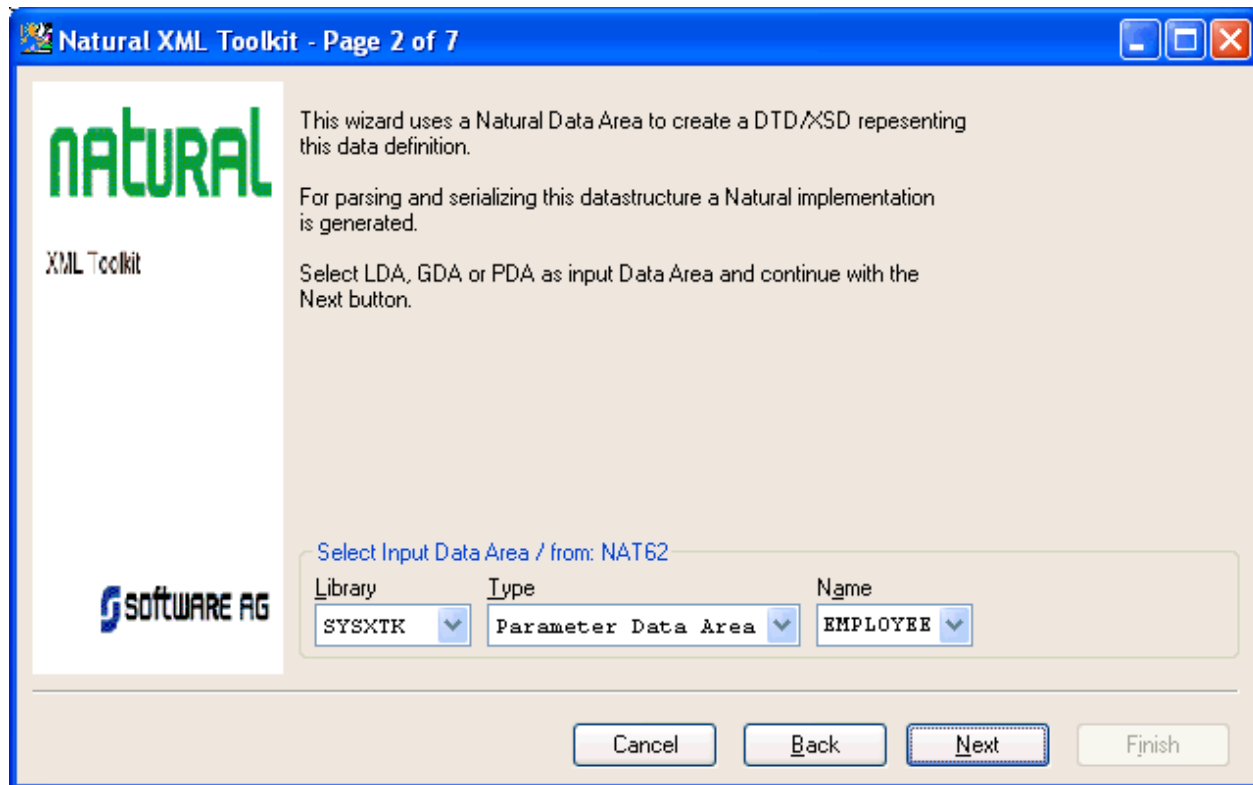 Natural XML Toolkit - Page 2 of 7
natural
XML Toolkit
software AG
This wizard uses a Natural Data Area to create a DTD/XSD repesenting
this data definition.
For parsing and serializing this datastructure a Natural implementation
is generated.
Select LDA, GDA or PDA as input Data Area and continue with the
Next button.
Select Input Data Area / from: NAT62
Library Type Name
SYSXTK Parameter Data Area EMPLOYEE
Cancel Back Next Finish